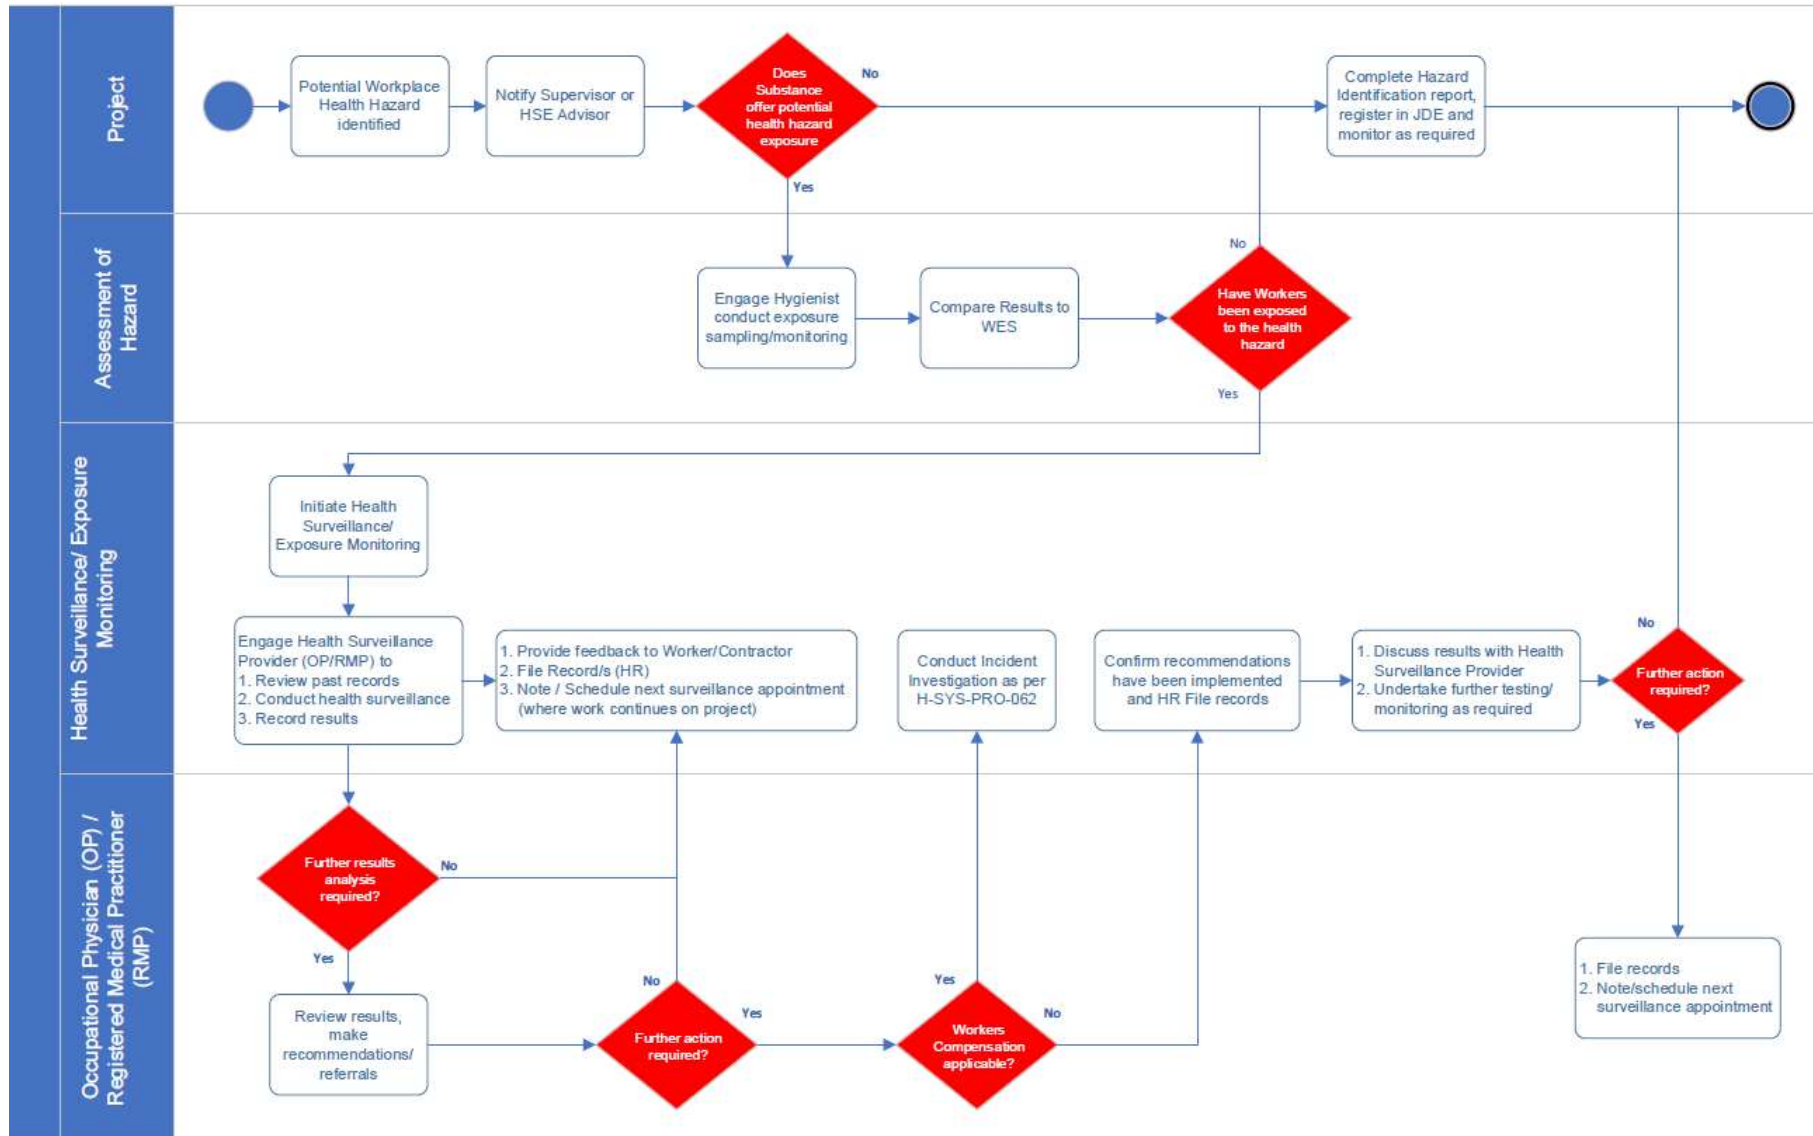 Project
Potential Workplace
Health Hazard
identified
Notify Supervisor or
HSE Advisor
Does
Substance
offer potential
health hazard
exposure
No
Yes
Complete Hazard
Identification report,
register in JDE and
monitor as required
Assessment of
Hazard
Engage Hygienist
conduct exposure
sampling/monitoring
Compare Results to
WES
No
Have Workers
been exposed
to the health
hazard
Yes
Health Surveillance/ Exposure
Monitoring
Initiate Health
Surveillance/
Exposure Monitoring
Engage Health Surveillance
Provider (OP/RMP) to
1. Review past records
2. Conduct health surveillance
3. Record results
1. Provide feedback to Worker/Contractor
2. File Record/s (HR)
3. Note / Schedule next surveillance appointment
(where work continues on project)
Conduct Incident
Investigation as per
H-SYS-PRO-062
Confirm recommendations
have been implemented
and HR File records
1. Discuss results with Health
Surveillance Provider
2. Undertake further testing/
monitoring as required
No
Further action
required?
Yes
Occupational Physician (OP) /
Registered Medical Practitioner
(RMP)
Further results
analysis
required?
No
Yes
Review results,
make
recommendations/
referrals
No
Further action
required?
Yes
Yes
Workers
Compensation
applicable?
No
1. File records
2. Note/schedule next
surveillance appointment